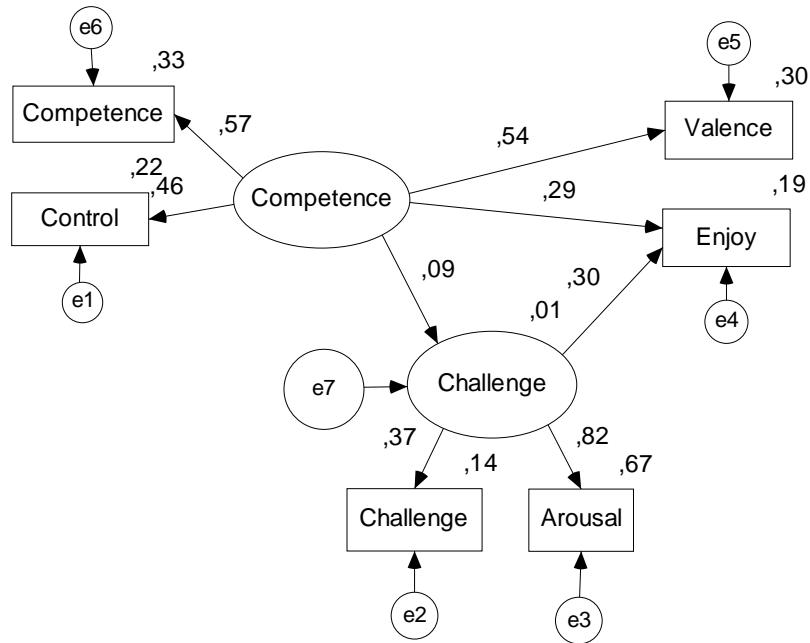 e6
,33
Competence
,57
e5
,30
Valence
,54
,22
,46
Control
Competence
,29
,19
Enjoy
e1
,09
,30
,01
e4
e7
Challenge
,37
,14
,82
,67
Challenge
Arousal
e2
e3